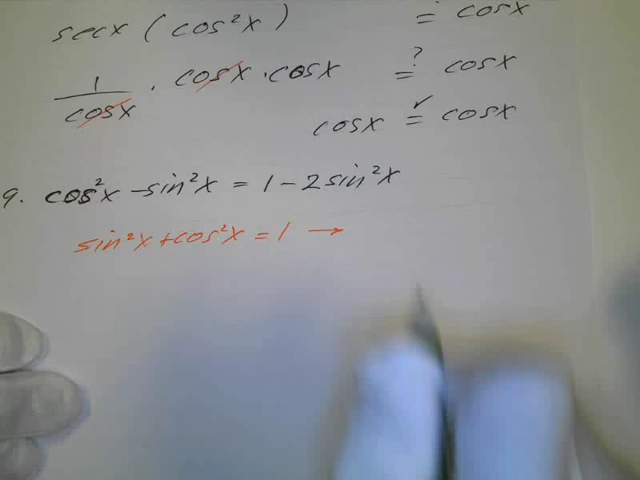 secx (cos²x) = cosx
1/cosx · cosx · cosx =? cosx
cosx =✓ cosx
9. cos²x - sin²x = 1 - 2sin²x
sin²x + cos²x = 1 →